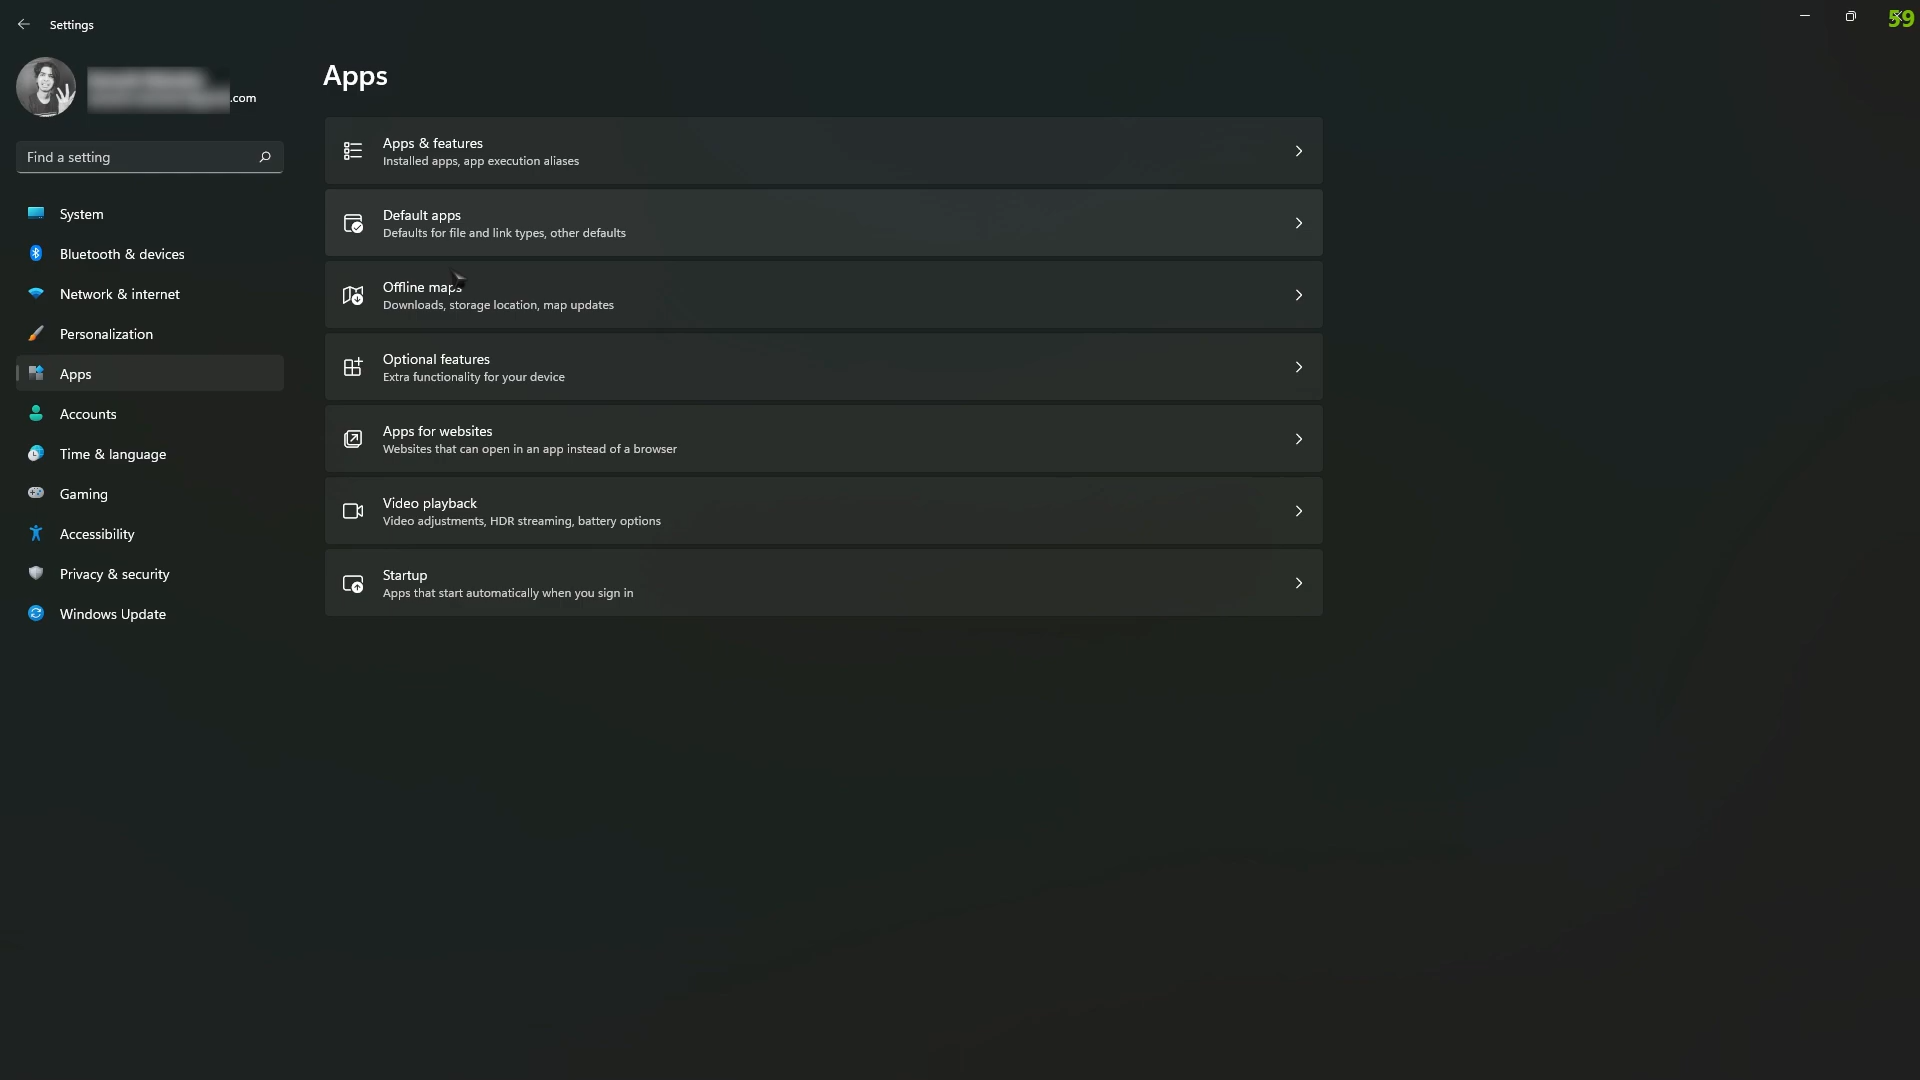 Settings
59
.com
Find a setting
System
Bluetooth & devices
Network & internet
Personalization
Apps
Accounts
Time & language
Gaming
Accessibility
Privacy & security
Windows Update
Apps
Apps & features
Installed apps, app execution aliases
Default apps
Defaults for file and link types, other defaults
Offline maps
Downloads, storage location, map updates
Optional features
Extra functionality for your device
Apps for websites
Websites that can open in an app instead of a browser
Video playback
Video adjustments, HDR streaming, battery options
Startup
Apps that start automatically when you sign in